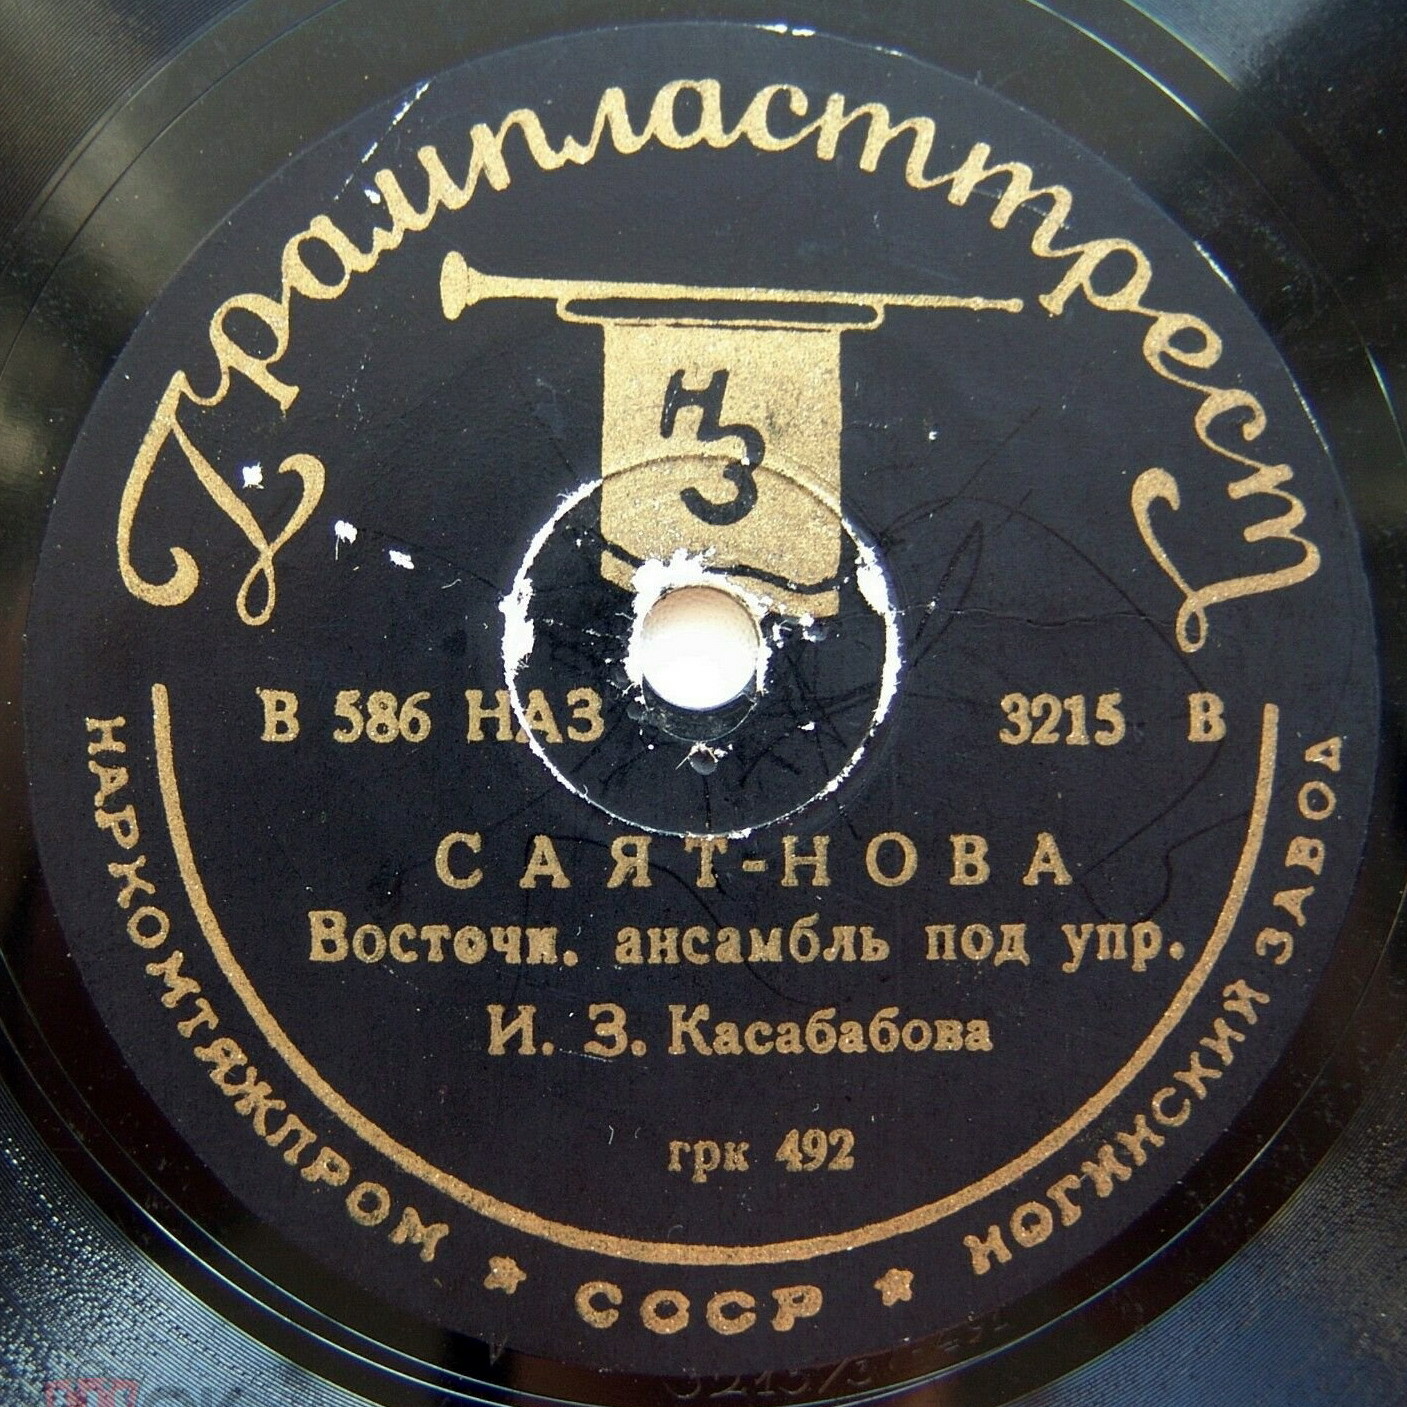 Грампласттрест
НЗ
В 586 НАЗ 3215 В
САЯТ-НОВА
Восточн. ансамбль под упр.
И. З. Касабабова
грк 492
НАРКОМТЯЖПРОМ ★ СССР ★ НОГИНСКИЙ ЗАВОД